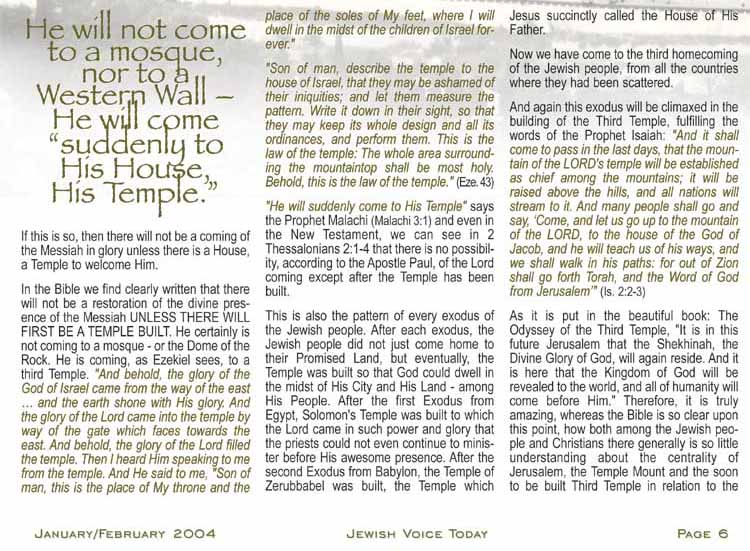 He will not come
to a mosque,
nor to a
Western Wall –
He will come
“suddenly to
His House,
His Temple.”
If this is so, then there will not be a coming of
the Messiah in glory unless there is a House,
a Temple to welcome Him.
In the Bible we find clearly written that there
will not be a restoration of the divine pres-
ence of the Messiah UNLESS THERE WILL
FIRST BE A TEMPLE BUILT. He certainly is
not coming to a mosque - or the Dome of the
Rock. He is coming, as Ezekiel sees, to a
third Temple. "And behold, the glory of the
God of Israel came from the way of the east
... and the earth shone with His glory. And
the glory of the Lord came into the temple by
way of the gate which faces towards the
east. And behold, the glory of the Lord filled
the temple. Then I heard Him speaking to me
from the temple. And He said to me, "Son of
man, this is the place of My throne and the
place of the soles of My feet, where I will
dwell in the midst of the children of Israel for-
ever."
"Son of man, describe the temple to the
house of Israel, that they may be ashamed of
their iniquities; and let them measure the
pattern. Write it down in their sight, so that
they may keep its whole design and all its
ordinances, and perform them. This is the
law of the temple: The whole area surround-
ing the mountaintop shall be most holy.
Behold, this is the law of the temple." (Eze. 43)
"He will suddenly come to His Temple" says
the Prophet Malachi (Malachi 3:1) and even in
the New Testament, we can see in 2
Thessalonians 2:1-4 that there is no possibil-
ity, according to the Apostle Paul, of the Lord
coming except after the Temple has been
built.
This is also the pattern of every exodus of
the Jewish people. After each exodus, the
Jewish people did not just come home to
their Promised Land, but eventually, the
Temple was built so that God could dwell in
the midst of His City and His Land - among
His People. After the first Exodus from
Egypt, Solomon's Temple was built to which
the Lord came in such power and glory that
the priests could not even continue to minis-
ter before His awesome presence. After the
second Exodus from Babylon, the Temple of
Zerubbabel was built, the Temple which
Jesus succinctly called the House of His
Father.
Now we have come to the third homecoming
of the Jewish people, from all the countries
where they had been scattered.
And again this exodus will be climaxed in the
building of the Third Temple, fulfilling the
words of the Prophet Isaiah: "And it shall
come to pass in the last days, that the moun-
tain of the LORD's temple will be established
as chief among the mountains; it will be
raised above the hills, and all nations will
stream to it. And many people shall go and
say, ‘Come, and let us go up to the mountain
of the LORD, to the house of the God of
Jacob, and he will teach us of his ways, and
we shall walk in his paths: for out of Zion
shall go forth Torah, and the Word of God
from Jerusalem’" (Is. 2:2-3)
As it is put in the beautiful book: The
Odyssey of the Third Temple, "It is in this
future Jerusalem that the Shekhinah, the
Divine Glory of God, will again reside. And it
is here that the Kingdom of God will be
revealed to the world, and all of humanity will
come before Him." Therefore, it is truly
amazing, whereas the Bible is so clear upon
this point, how both among the Jewish peo-
ple and Christians there generally is so little
understanding about the centrality of
Jerusalem, the Temple Mount and the soon
to be built Third Temple in relation to the
January/February 2004
Jewish Voice Today
Page 6